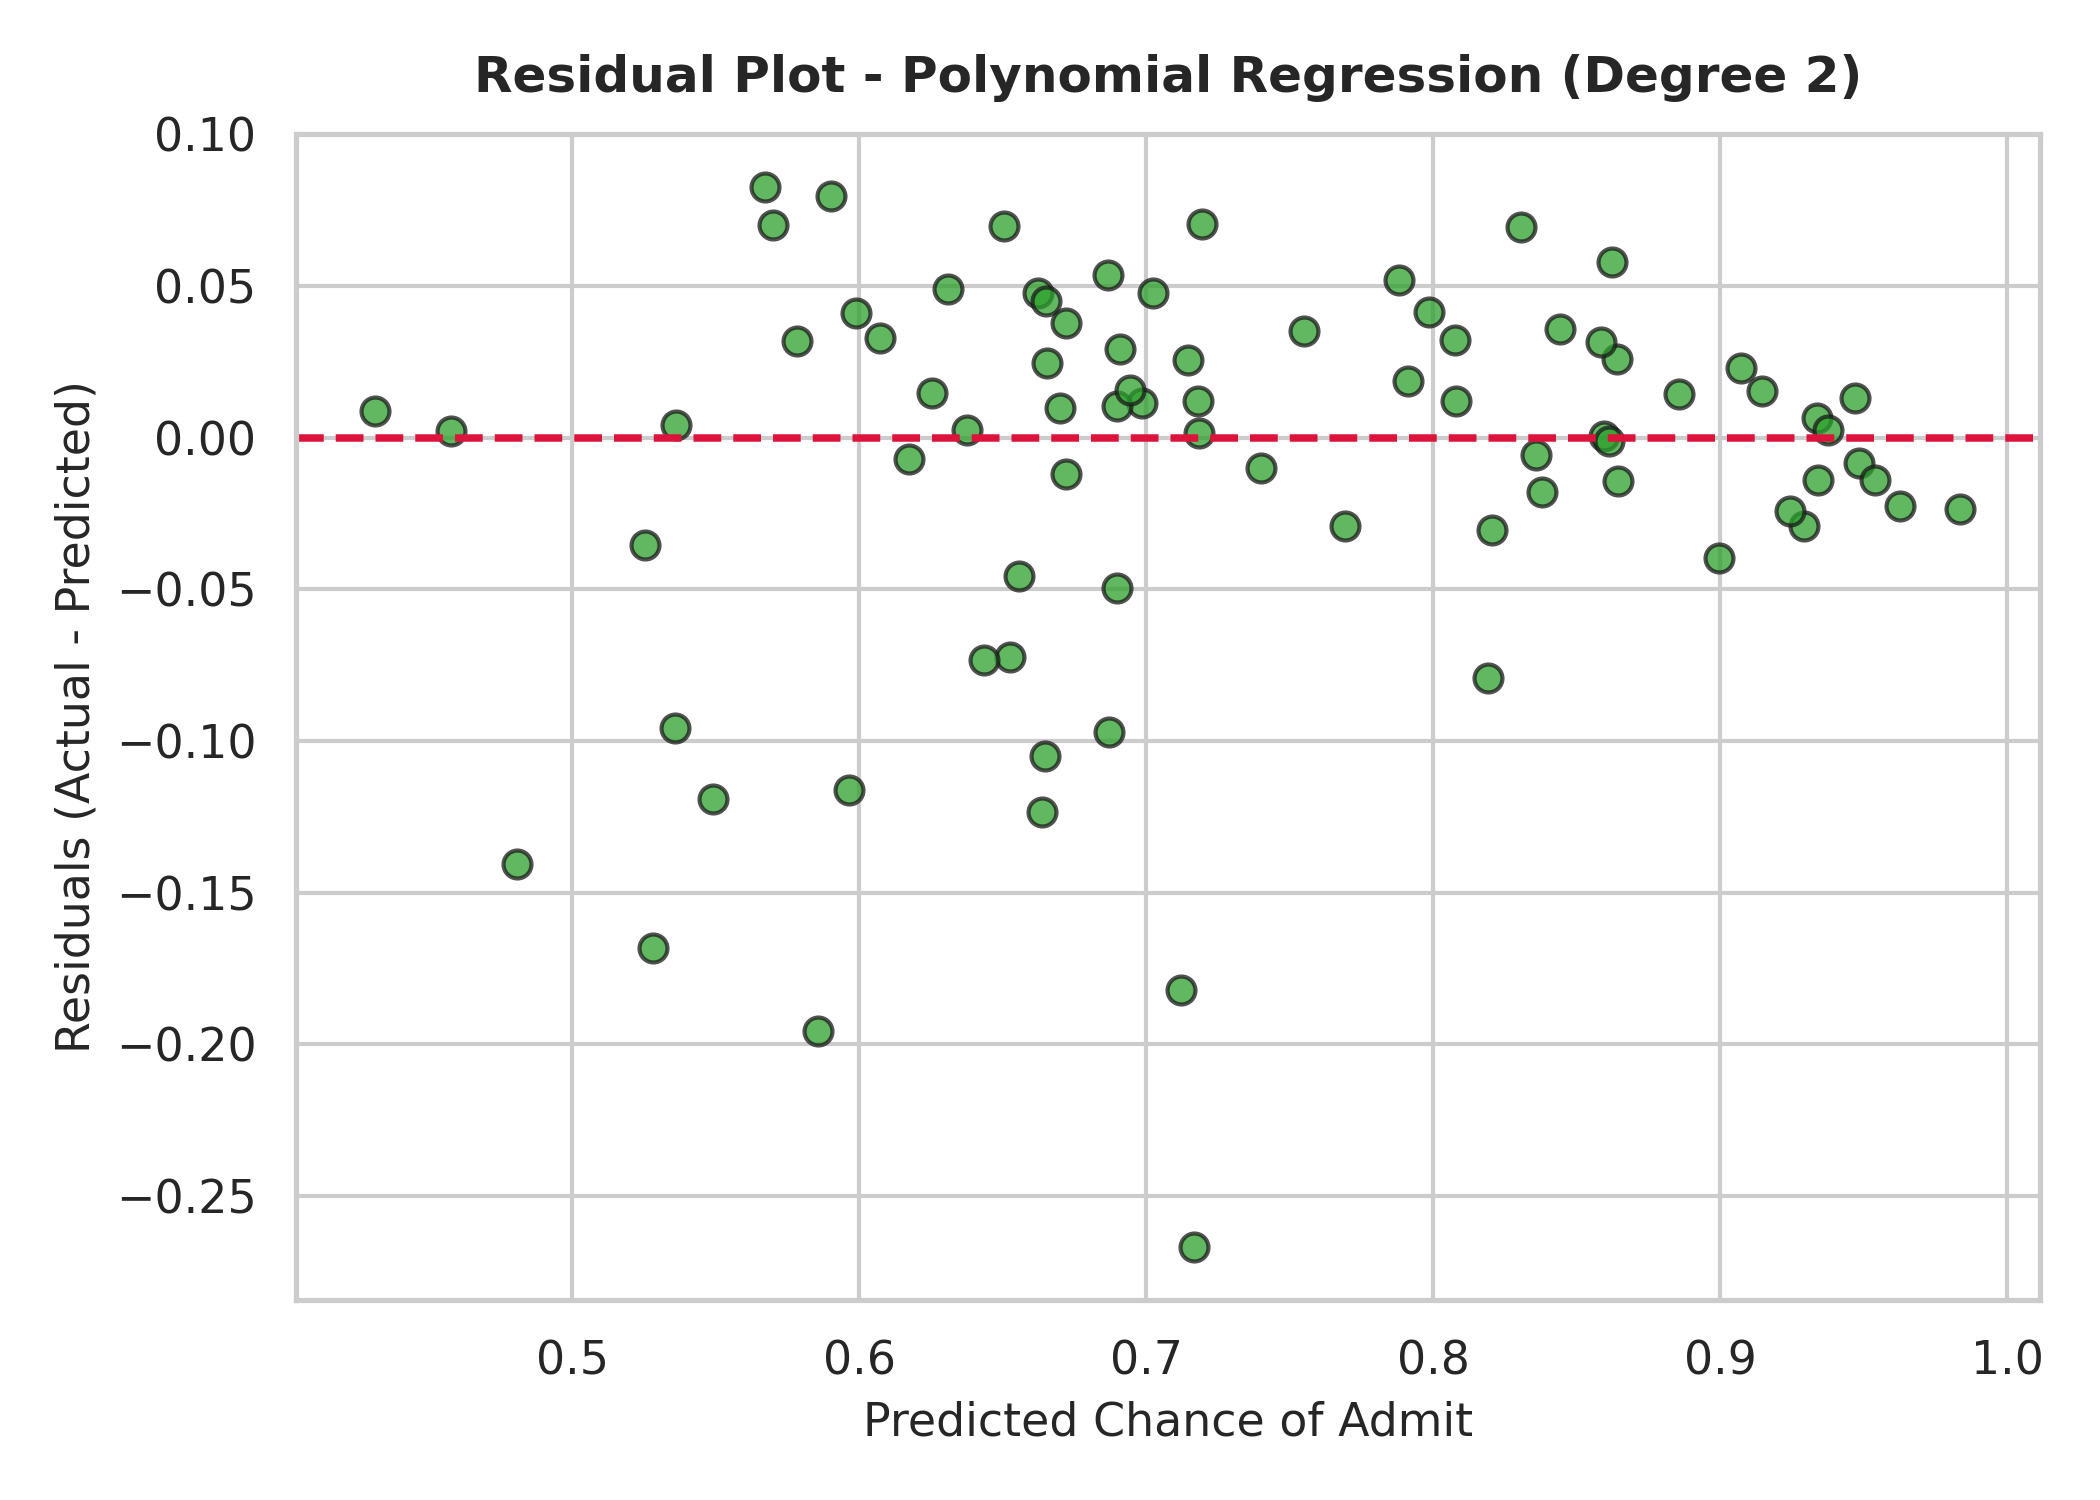 Residual Plot - Polynomial Regression (Degree 2)
0.10
0.05
0.00
−0.05
−0.10
−0.15
−0.20
−0.25
Residuals (Actual - Predicted)
0.5 0.6 0.7 0.8 0.9 1.0
Predicted Chance of Admit